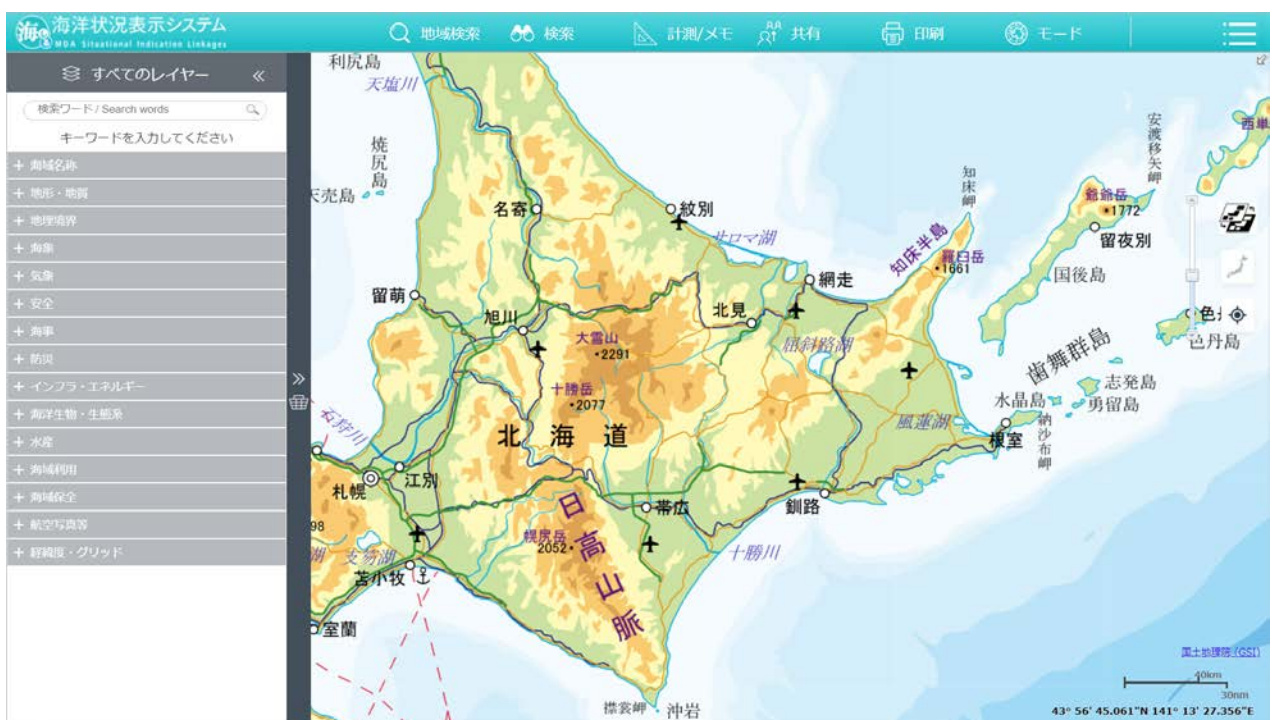 海洋状況表示システム
MDA Situational Indication Linkages
地域検索
検索
計測/メモ
共有
印刷
モード
すべてのレイヤー
«
検索ワード / Search words
キーワードを入力してください
+ 海域名称
+ 地形・地質
+ 地理境界
+ 海象
+ 気象
+ 安全
+ 海事
+ 防災
+ インフラ・エネルギー
+ 海洋生物・生態系
+ 水産
+ 海域利用
+ 海域保全
+ 航空写真等
+ 経緯度・グリッド
»
利尻島
天塩川
焼尻島
天売島
名寄
紋別
サロマ湖
知床岬
知床半島
羅臼岳
1661
安渡移矢岬
爺爺岳
1772
留夜別
国後島
西単
留萌
旭川
北見
網走
大雪山
2291
屈斜路湖
色丹島
歯舞群島
志発島
水晶島
勇留島
納沙布岬
十勝岳
2077
石狩川
北海道
風蓮湖
根室
札幌
江別
帯広
釧路
98
湖
支笏湖
幌尻岳
2052
日高山脈
十勝川
苫小牧
室蘭
襟裳岬
沖岩
国土地理院(GSI)
40km
30nm
43° 56' 45.061"N 141° 13' 27.356"E